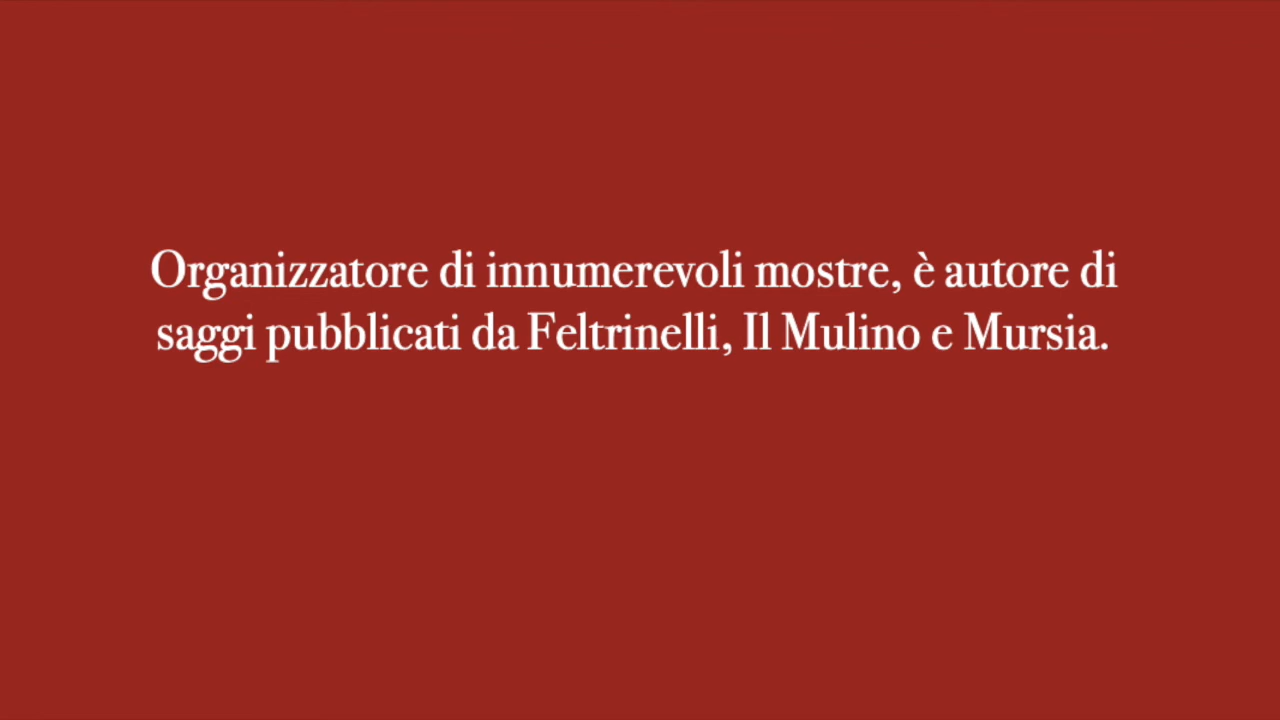 Organizzatore di innumerevoli mostre, è autore di
saggi pubblicati da Feltrinelli, Il Mulino e Mursia.